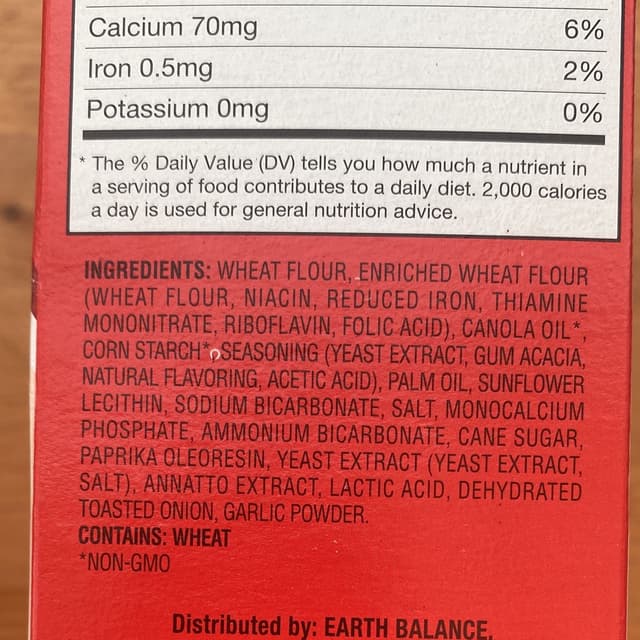 Calcium 70mg 6%
Iron 0.5mg 2%
Potassium 0mg 0%
* The % Daily Value (DV) tells you how much a nutrient in
a serving of food contributes to a daily diet. 2,000 calories
a day is used for general nutrition advice.
INGREDIENTS: WHEAT FLOUR, ENRICHED WHEAT FLOUR
(WHEAT FLOUR, NIACIN, REDUCED IRON, THIAMINE
MONONITRATE, RIBOFLAVIN, FOLIC ACID), CANOLA OIL*,
CORN STARCH*, SEASONING (YEAST EXTRACT, GUM ACACIA,
NATURAL FLAVORING, ACETIC ACID), PALM OIL, SUNFLOWER
LECITHIN, SODIUM BICARBONATE, SALT, MONOCALCIUM
PHOSPHATE, AMMONIUM BICARBONATE, CANE SUGAR,
PAPRIKA OLEORESIN, YEAST EXTRACT (YEAST EXTRACT,
SALT), ANNATTO EXTRACT, LACTIC ACID, DEHYDRATED
TOASTED ONION, GARLIC POWDER.
CONTAINS: WHEAT
*NON-GMO
Distributed by: EARTH BALANCE,